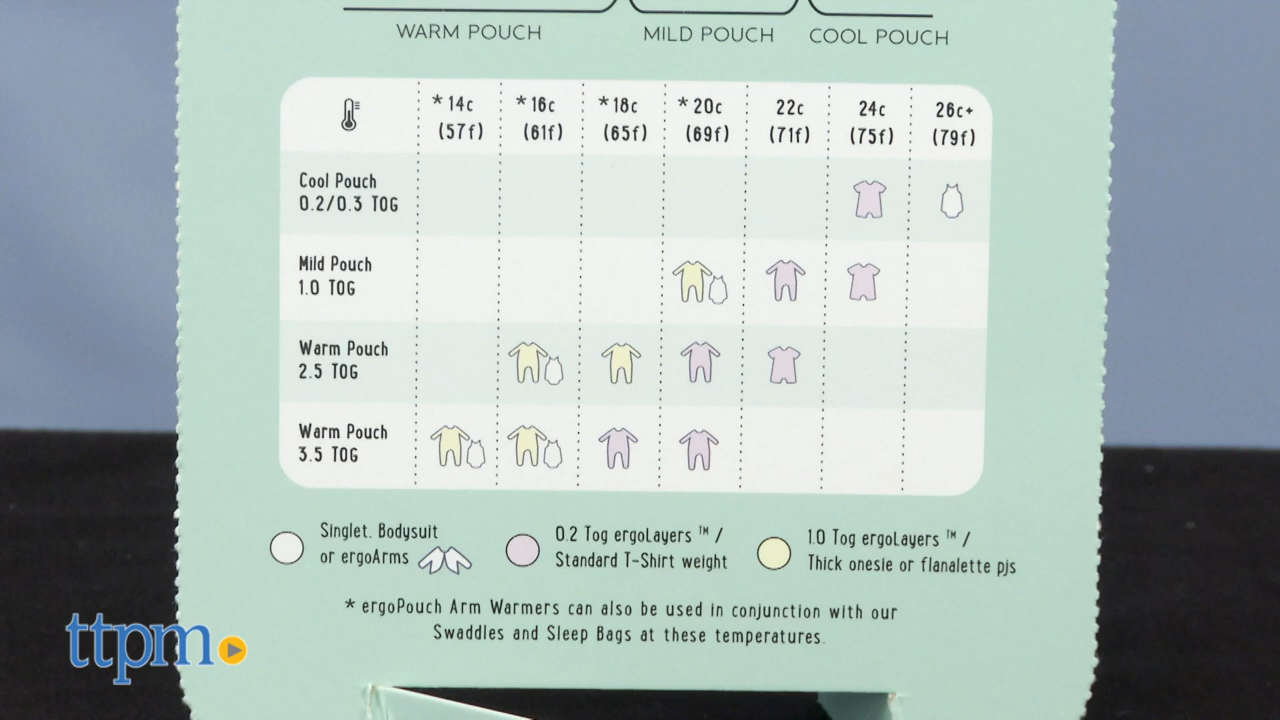 WARM POUCH MILD POUCH COOL POUCH
* 14c * 16c * 18c * 20c 22c 24c 26c+
(57f) (61f) (65f) (69f) (71f) (75f) (79f)
Cool Pouch
0.2/0.3 TOG
Mild Pouch
1.0 TOG
Warm Pouch
2.5 TOG
Warm Pouch
3.5 TOG
Singlet. Bodysuit
or ergoArms
0.2 Tog ergoLayers ™ /
Standard T-Shirt weight
1.0 Tog ergoLayers ™ /
Thick onesie or flanalette pjs
* ergoPouch Arm Warmers can also be used in conjunction with our
Swaddles and Sleep Bags at these temperatures.
ttpm